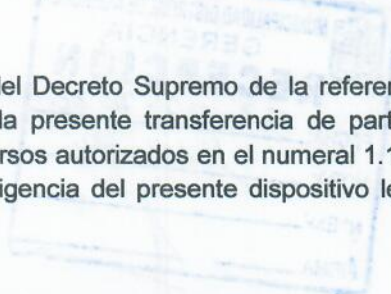 del Decreto Supremo de la referen
la presente transferencia de part
rsos autorizados en el numeral 1.1
igencia del presente dispositivo le